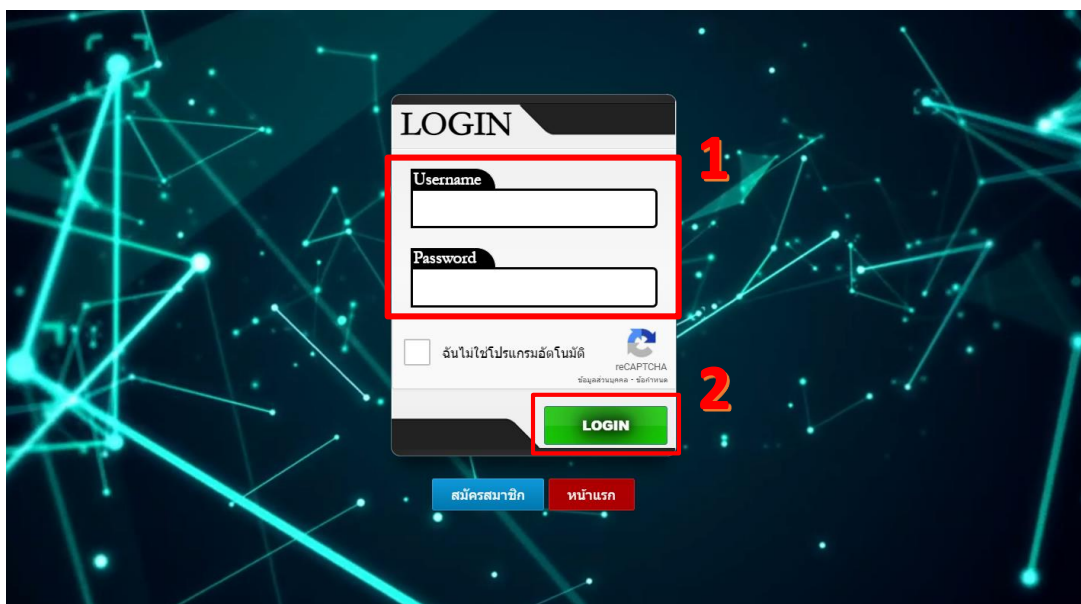 LOGIN
1
Username
Password
ฉันไม่ใช่โปรแกรมอัตโนมัติ
reCAPTCHA
ข้อมูลส่วนบุคคล - ข้อกำหนด
2
LOGIN
สมัครสมาชิก
หน้าแรก